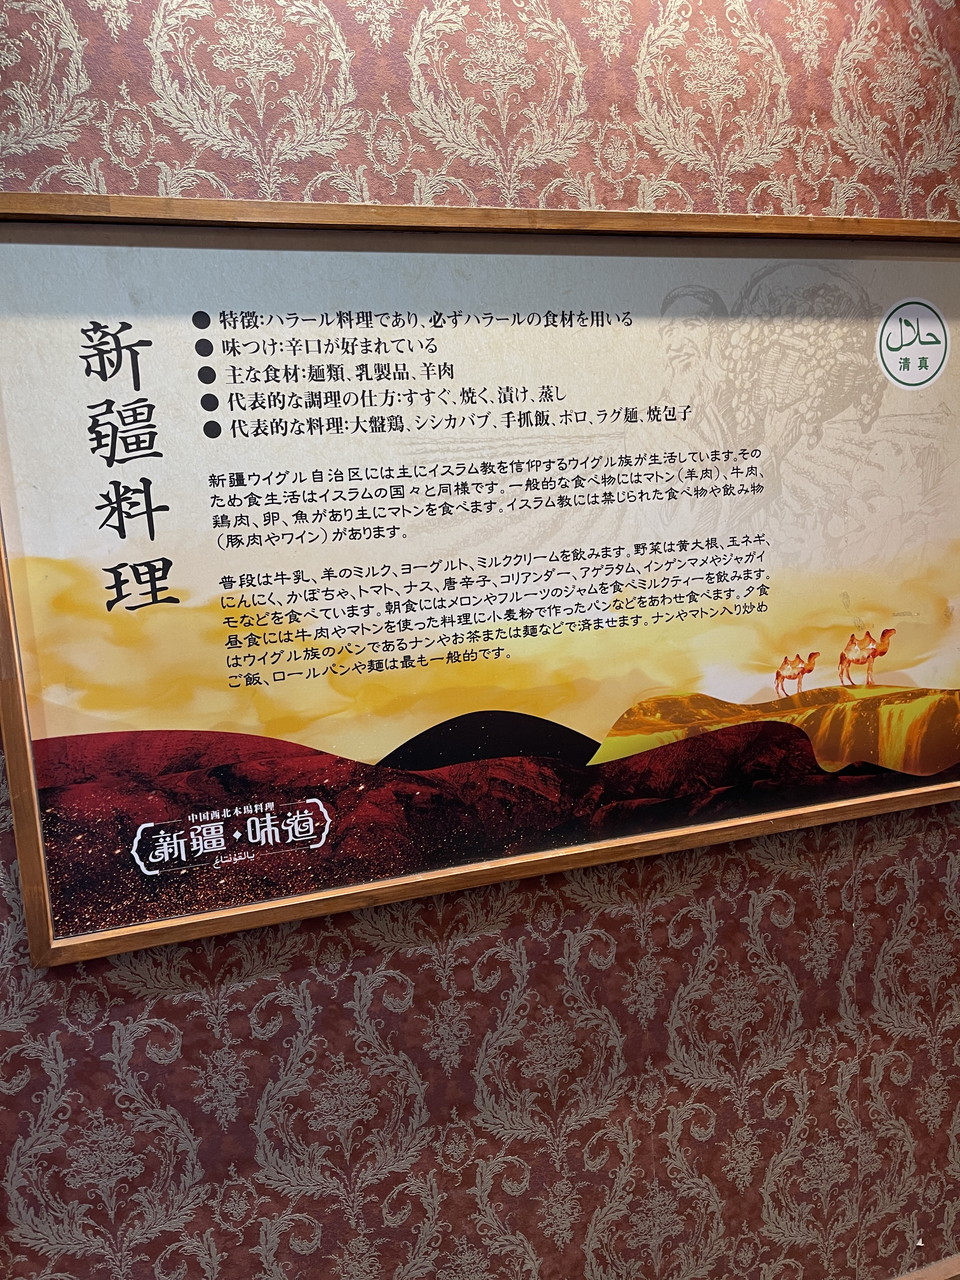 新疆料理
● 特徴:ハラール料理であり、必ずハラールの食材を用いる
● 味つけ:辛口が好まれている
● 主な食材:麺類、乳製品、羊肉
● 代表的な調理の仕方:すすぐ、焼く、漬け、蒸し
● 代表的な料理:大盤鶏、シシカバブ、手抓飯、ポロ、ラグ麺、焼包子
حلال
清真
新疆ウイグル自治区には主にイスラム教を信仰するウイグル族が生活しています。その
ため食生活はイスラムの国々と同様です。一般的な食べ物にはマトン(羊肉)、牛肉、
鶏肉、卵、魚があり主にマトンを食べます。イスラム教には禁じられた食べ物や飲み物
(豚肉やワイン)があります。
普段は牛乳、羊のミルク、ヨーグルト、ミルククリームを飲みます。野菜は黄大根、玉ネギ、
にんにく、かぼちゃ、トマト、ナス、唐辛子、コリアンダー、アゲラタム、インゲンマメやジャガイ
モなどを食べています。朝食にはメロンやフルーツのジャムを食べミルクティーを飲みます。
昼食には牛肉やマトンを使った料理に小麦粉で作ったパンなどをあわせ食べます。夕食
はウイグル族のパンであるナンやお茶または麺などで済ませます。ナンやマトン入り炒め
ご飯、ロールパンや麺は最も一般的です。
中国西北本場料理
新疆・味道